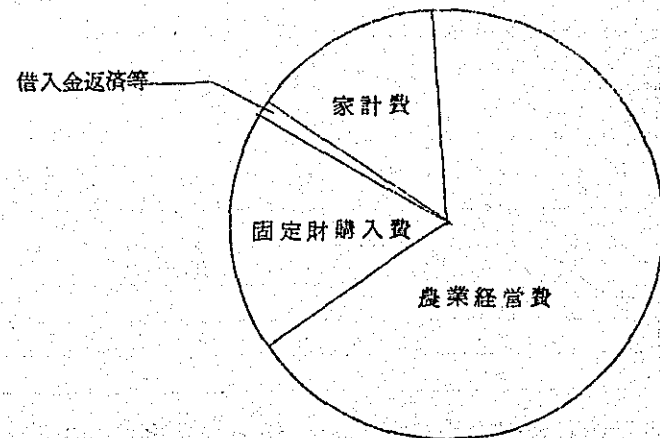 借入金返済等
家計費
固定財購入費
農業経営費